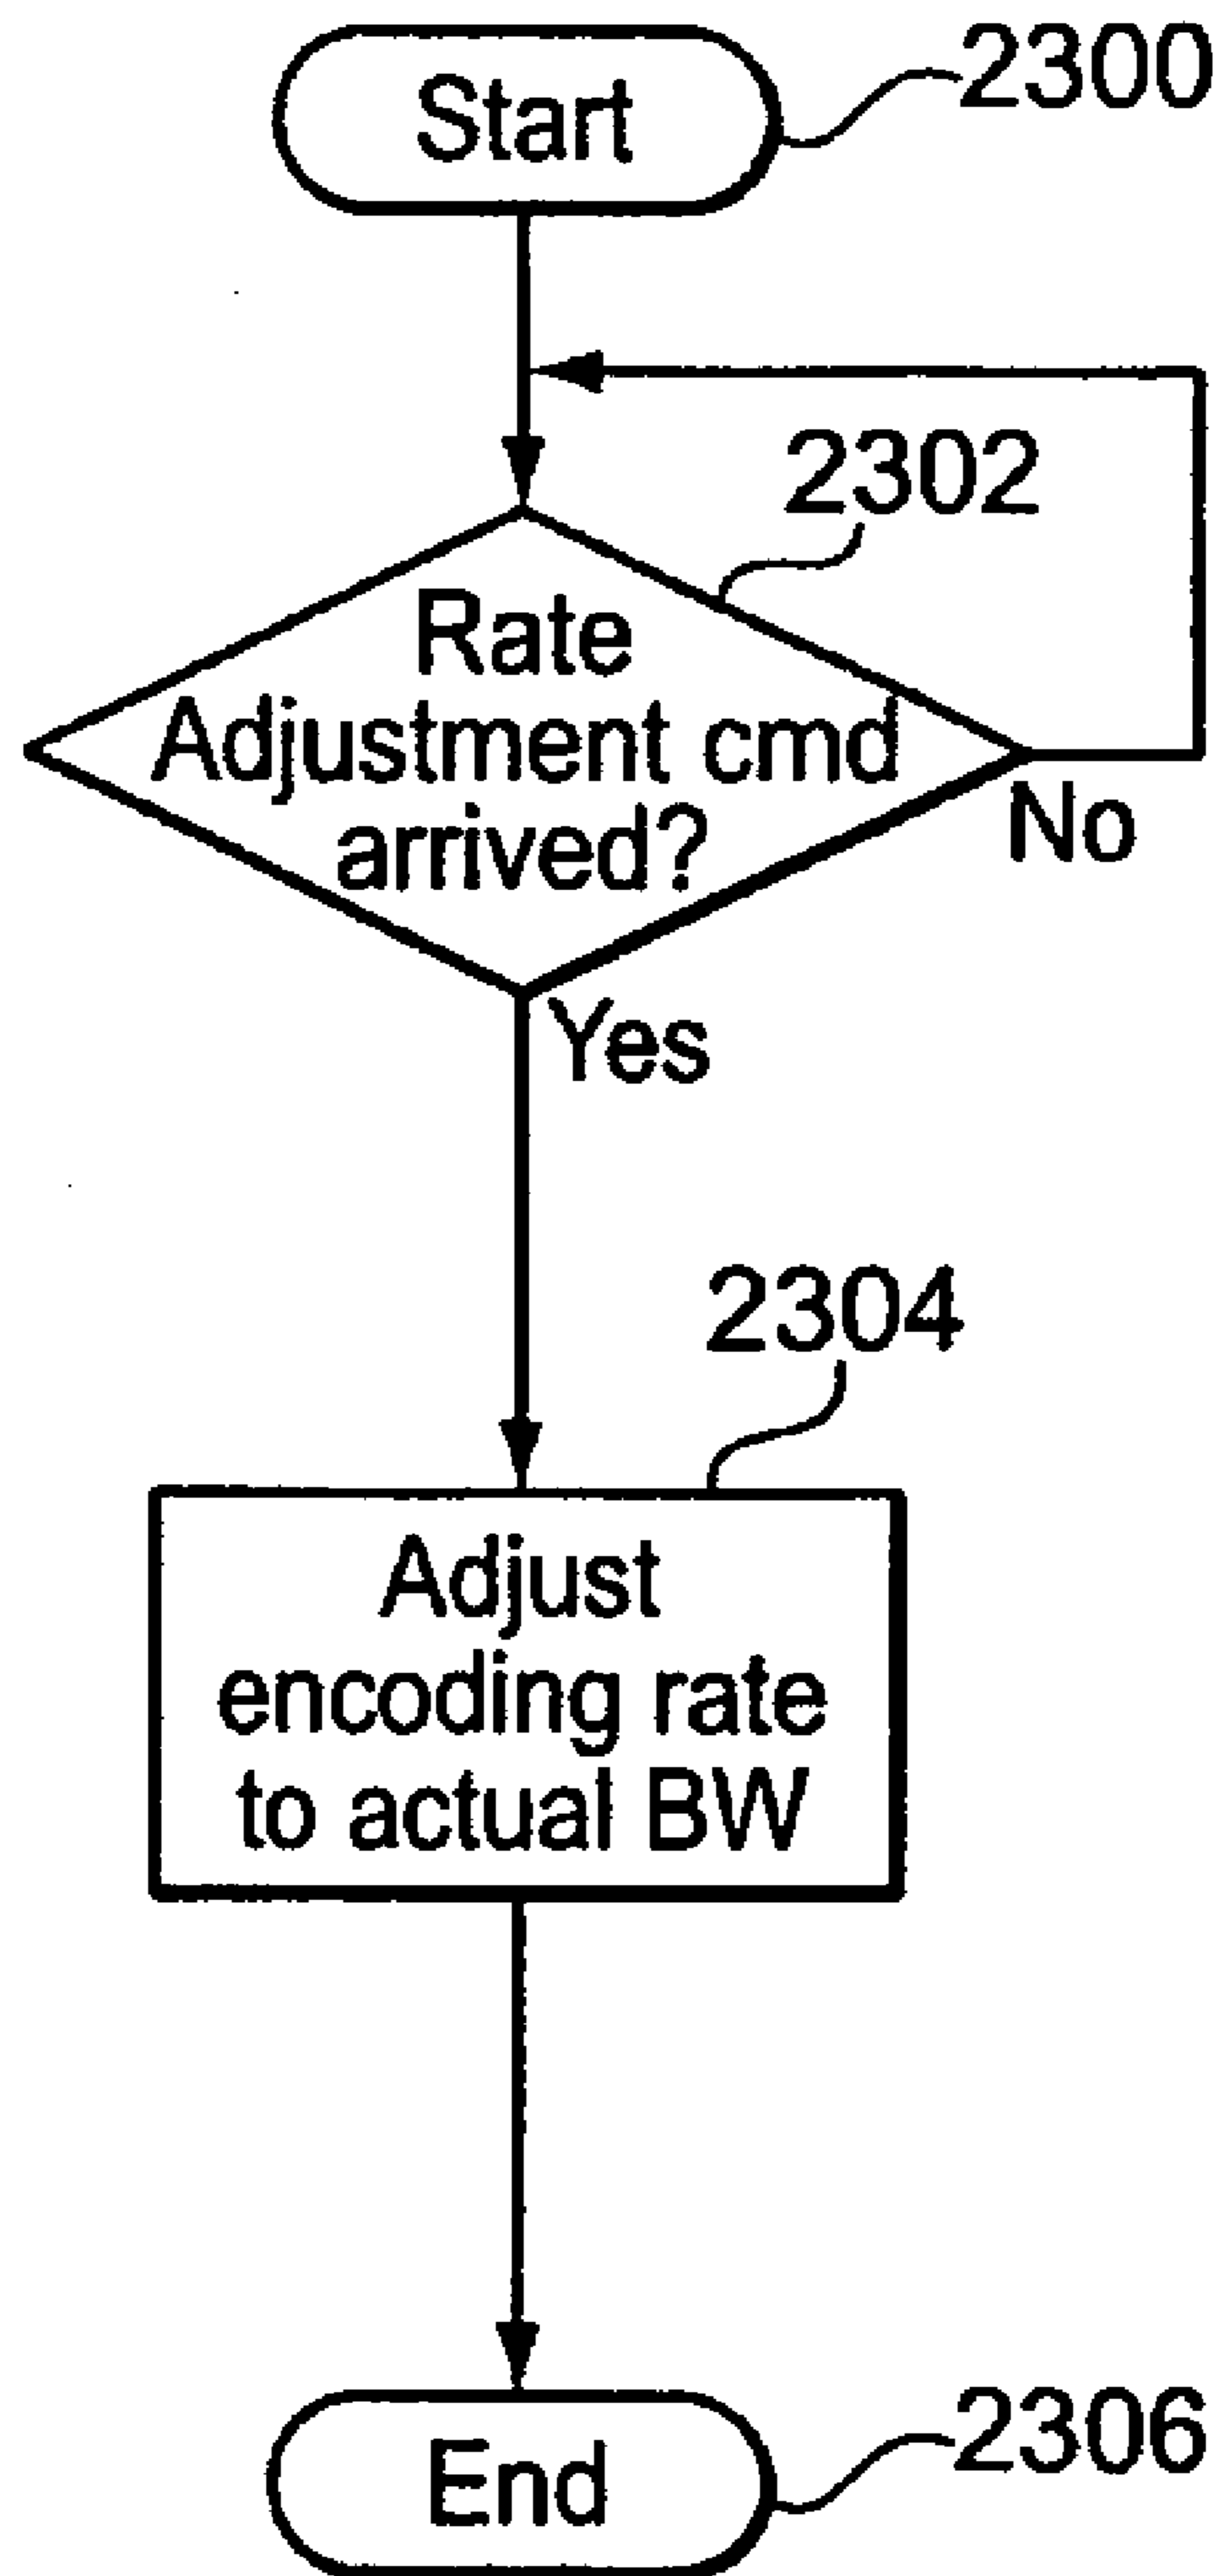 Start
2300
2302
Rate
Adjustment cmd
arrived?
No
Yes
2304
Adjust
encoding rate
to actual BW
End
2306